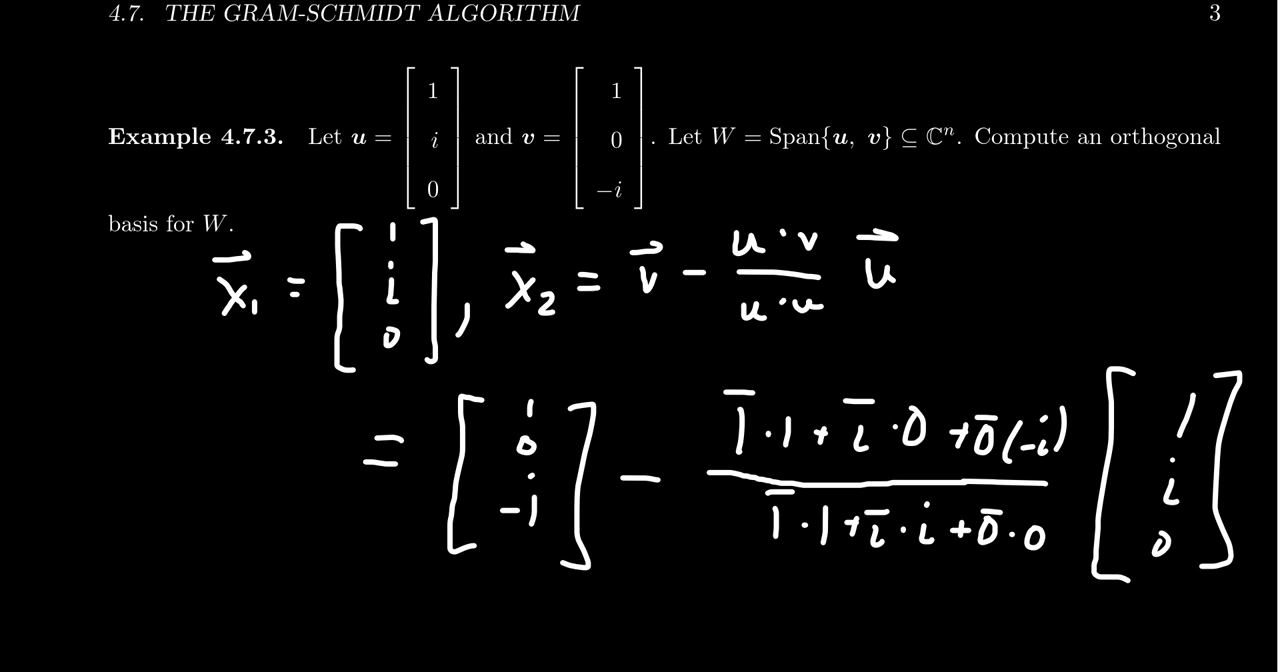 4.7. THE GRAM-SCHMIDT ALGORITHM 3
Example 4.7.3. Let u = [1 i 0] and v = [1 0 −i]. Let W = Span{u, v} ⊆ ℂⁿ. Compute an orthogonal
basis for W.
x⃗₁ = [1 i 0], x⃗₂ = v⃗ − (u·v)/(u·u) u⃗
= [1 0 −i] − (1̅·1 + i̅·0 + 0̅(−i))/(1̅·1 + i̅·i + 0̅·0) [1 i 0]